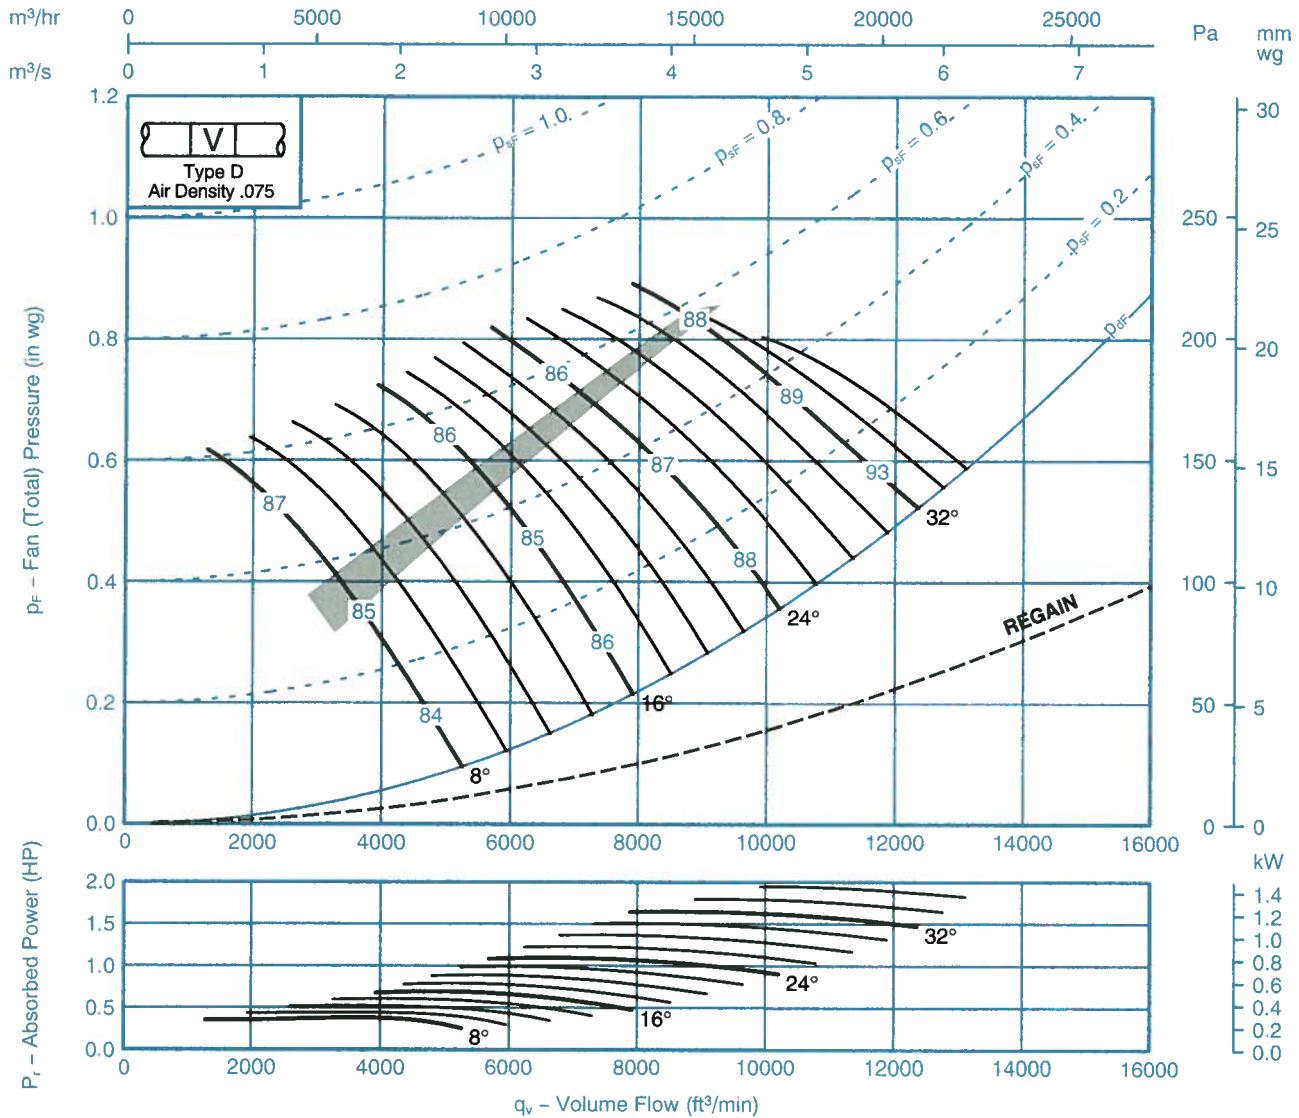 m³/hr 0 5000 10000 15000 20000 25000
Pa mm
wg
m³/s 0 1 2 3 4 5 6 7
V
Type D
Air Density .075
pF – Fan (Total) Pressure (in wg)
1.2
1.0
0.8
0.6
0.4
0.2
0.0
psF = 1.0
psF = 0.8
psF = 0.6
psF = 0.4
psF = 0.2
pdF
88
86
89
86
87
93
87
32°
85
88
85
24°
REGAIN
86
16°
84
8°
250
200
150
100
50
0
30
25
20
15
10
5
0
0 2000 4000 6000 8000 10000 12000 14000 16000
Pr – Absorbed Power (HP)
2.0
1.5
1.0
0.5
0.0
32°
24°
16°
8°
kW
1.4
1.2
1.0
0.8
0.6
0.4
0.2
0.0
0 2000 4000 6000 8000 10000 12000 14000 16000
qv – Volume Flow (ft³/min)